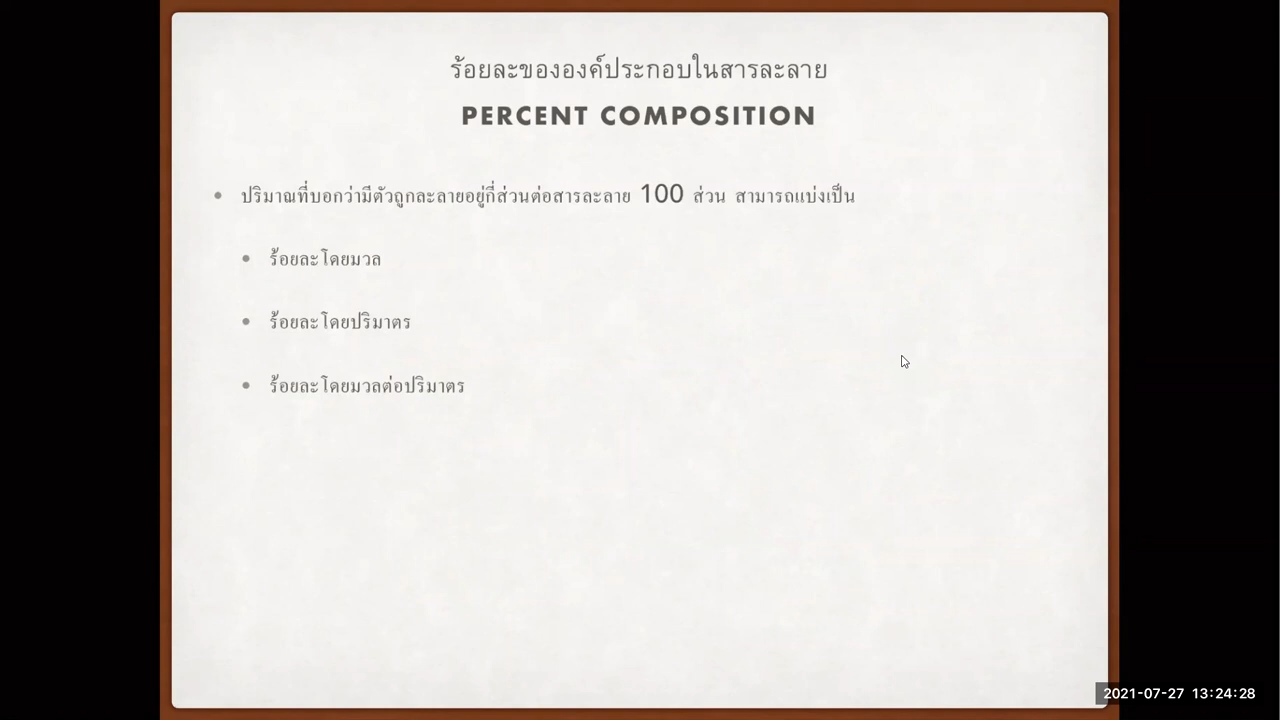 ร้อยละขององค์ประกอบในสารละลาย
PERCENT COMPOSITION
• ปริมาณที่บอกว่ามีตัวถูกละลายอยู่กี่ส่วนต่อสารละลาย 100 ส่วน สามารถแบ่งเป็น
• ร้อยละโดยมวล
• ร้อยละโดยปริมาตร
• ร้อยละโดยมวลต่อปริมาตร
2021-07-27 13:24:28